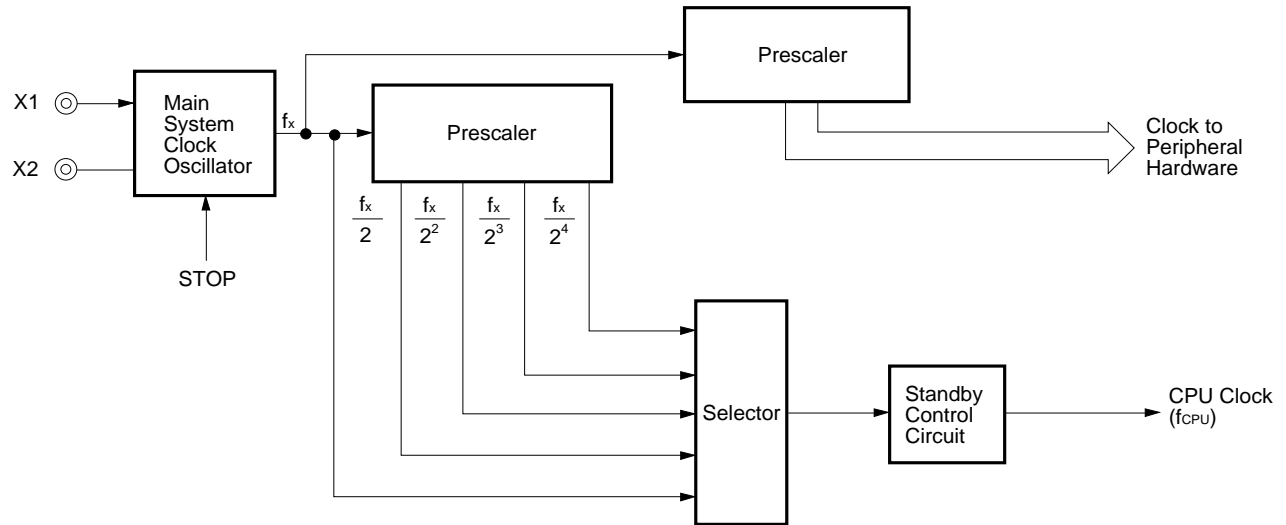 X1
X2
Main
System
Clock
Oscillator
STOP
fx
Prescaler
Prescaler
Clock to
Peripheral
Hardware
fx
2
fx
2²
fx
2³
fx
2⁴
Selector
Standby
Control
Circuit
CPU Clock
(fCPU)